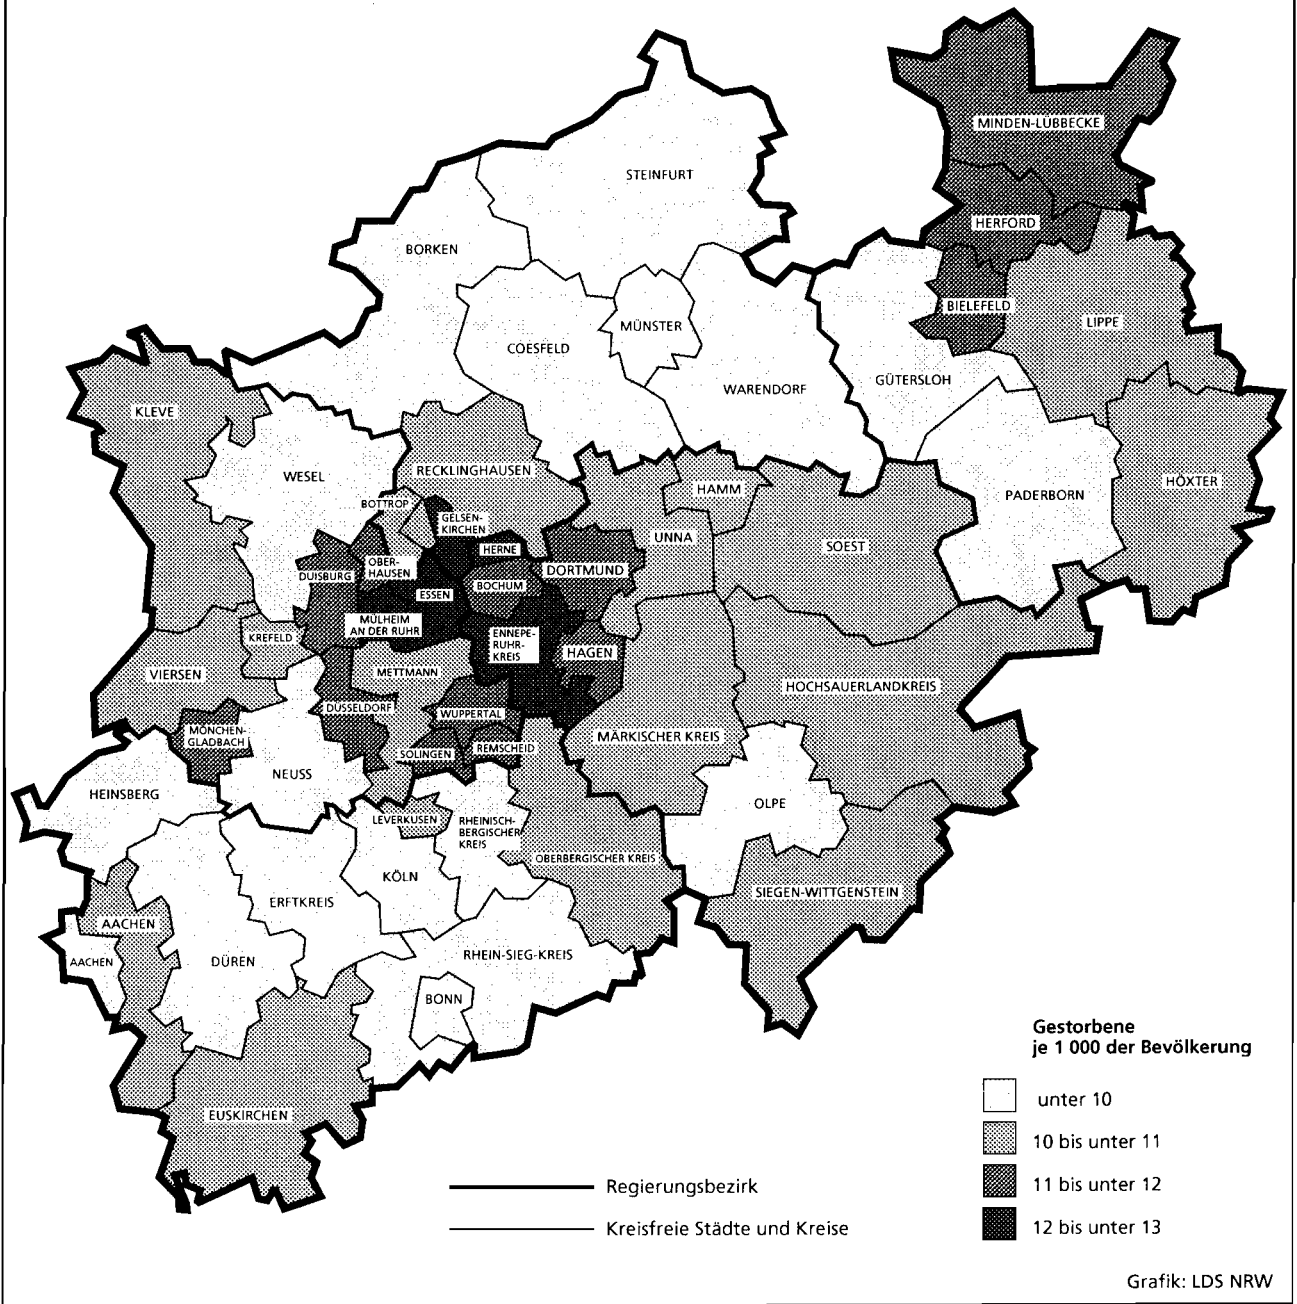 MINDEN-LÜBBECKE
STEINFURT
HERFORD
BORKEN
BIELEFELD
LIPPE
MÜNSTER
COESFELD
GÜTERSLOH
WARENDORF
KLEVE
RECKLINGHAUSEN
WESEL
HÖXTER
HAMM
PADERBORN
BOTTROP
GELSEN-
KIRCHEN
UNNA
SOEST
HERNE
OBER-
HAUSEN
DORTMUND
DUISBURG
BOCHUM
ESSEN
MÜLHEIM
AN DER RUHR
KREFELD
ENNEPE-
RUHR-
KREIS
HAGEN
VIERSEN
METTMANN
HOCHSAUERLANDKREIS
DÜSSELDORF
WUPPERTAL
MÖNCHEN-
GLADBACH
MÄRKISCHER KREIS
REMSCHEID
SOLINGEN
NEUSS
HEINSBERG
OLPE
LEVERKUSEN
RHEINISCH-
BERGISCHER
KREIS
OBERBERGISCHER KREIS
KÖLN
SIEGEN-WITTGENSTEIN
ERFTKREIS
AACHEN
RHEIN-SIEG-KREIS
AACHEN
DÜREN
BONN
EUSKIRCHEN
Gestorbene
je 1 000 der Bevölkerung
unter 10
10 bis unter 11
11 bis unter 12
12 bis unter 13
Regierungsbezirk
Kreisfreie Städte und Kreise
Grafik: LDS NRW